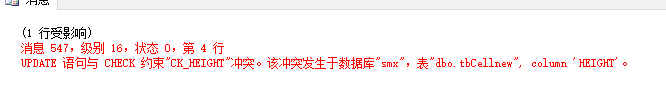 消息
(1 行受影响)
消息 547，级别 16，状态 0，第 4 行
UPDATE 语句与 CHECK 约束"CK_HEIGHT"冲突。该冲突发生于数据库"smx"，表"dbo.tbCellnew", column 'HEIGHT'。